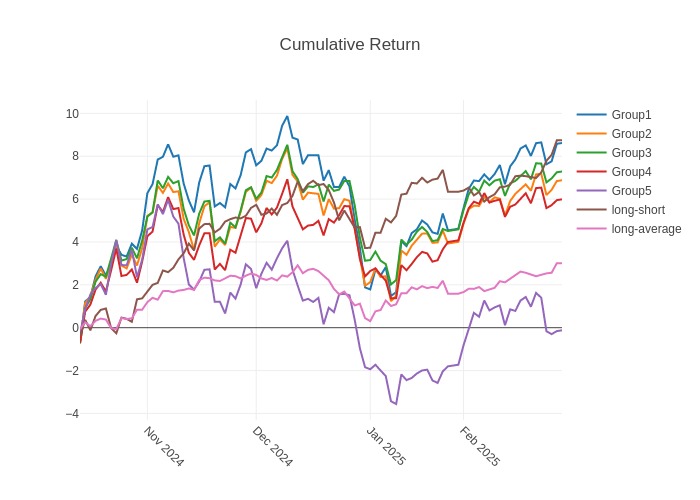 Cumulative Return
10
8
6
4
2
0
−2
−4
Nov 2024
Dec 2024
Jan 2025
Feb 2025
Group1
Group2
Group3
Group4
Group5
long-short
long-average